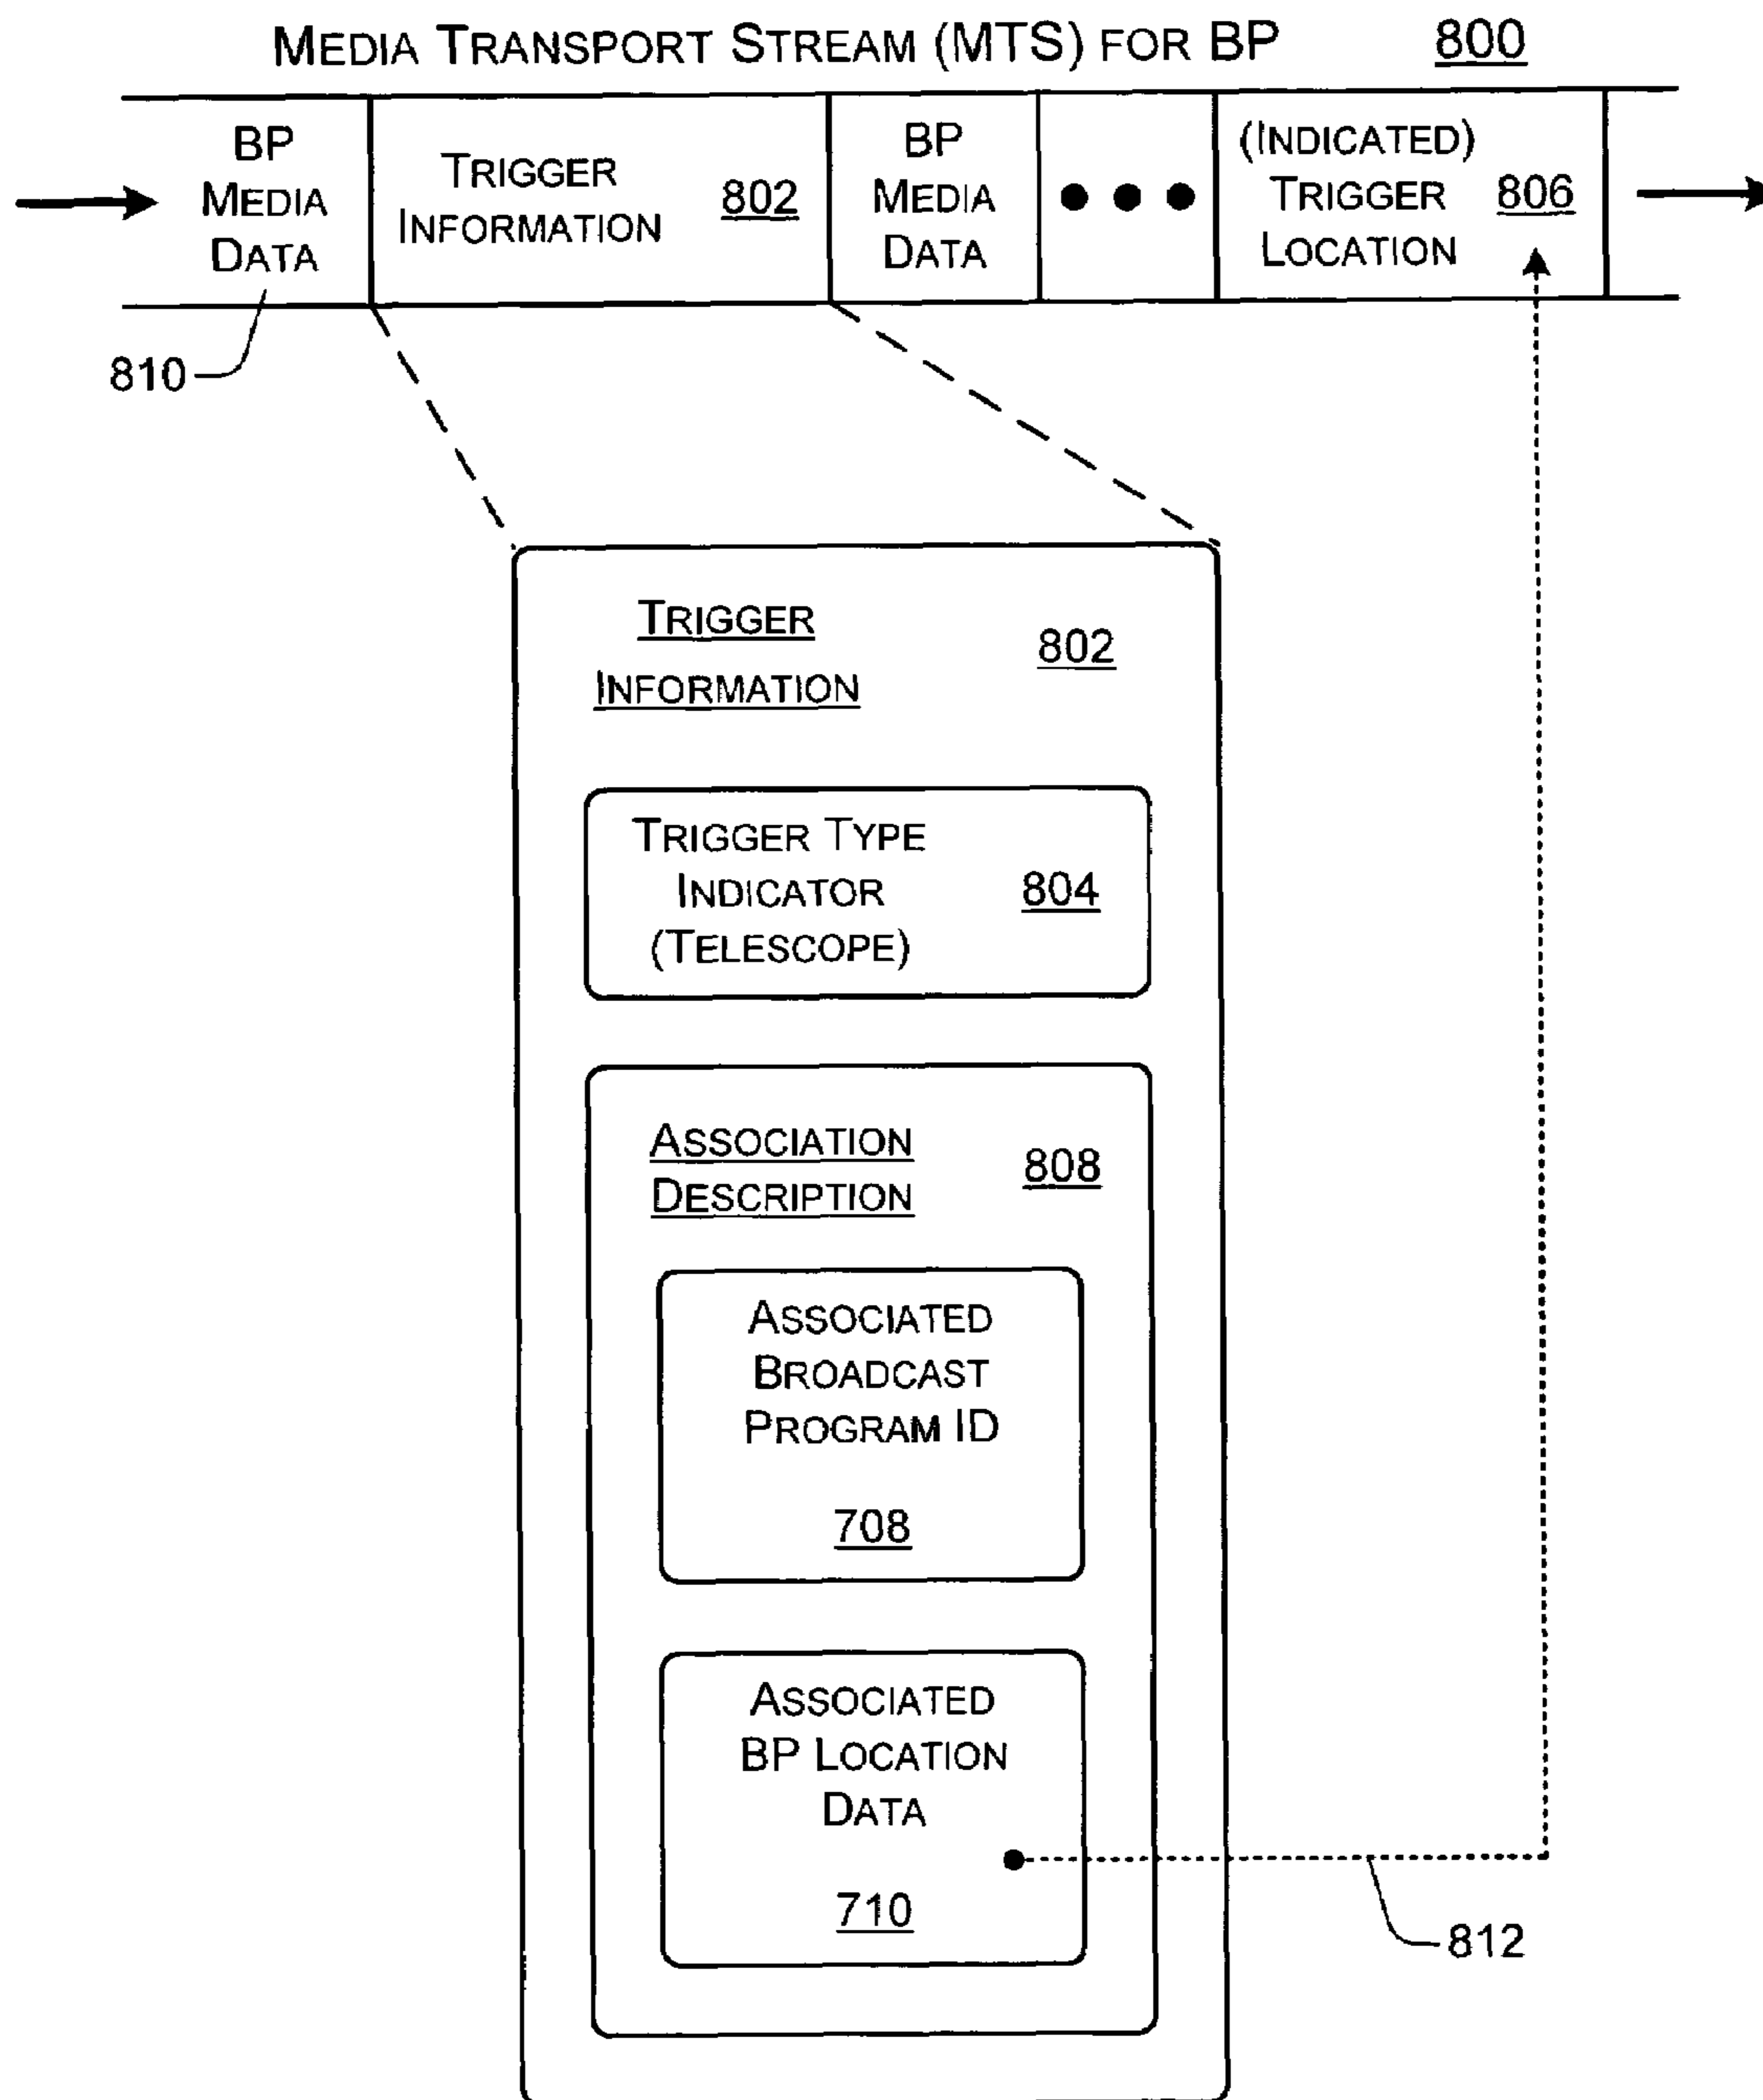 MEDIA TRANSPORT STREAM (MTS) FOR BP 800
BP
MEDIA
DATA
TRIGGER
INFORMATION 802
BP
MEDIA
DATA
(INDICATED)
TRIGGER
LOCATION 806
810
TRIGGER
INFORMATION 802
TRIGGER TYPE
INDICATOR
(TELESCOPE) 804
ASSOCIATION
DESCRIPTION 808
ASSOCIATED
BROADCAST
PROGRAM ID
708
ASSOCIATED
BP LOCATION
DATA
710
812